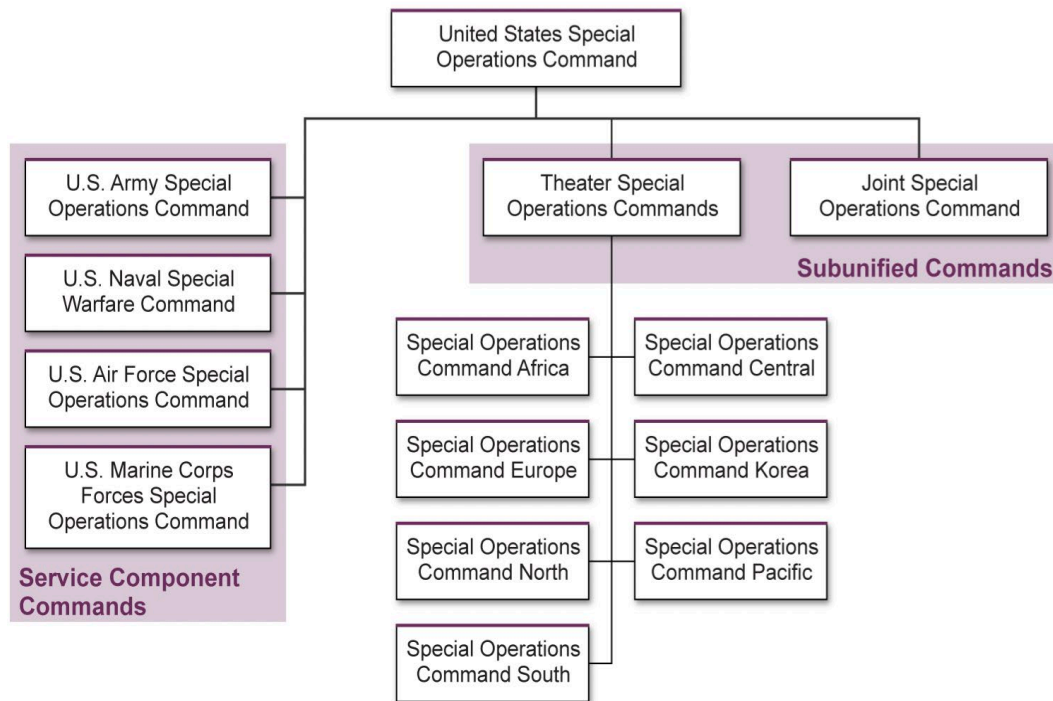 United States Special
Operations Command
U.S. Army Special
Operations Command
U.S. Naval Special
Warfare Command
U.S. Air Force Special
Operations Command
U.S. Marine Corps
Forces Special
Operations Command
Service Component
Commands
Theater Special
Operations Commands
Joint Special
Operations Command
Subunified Commands
Special Operations
Command Africa
Special Operations
Command Central
Special Operations
Command Europe
Special Operations
Command Korea
Special Operations
Command North
Special Operations
Command Pacific
Special Operations
Command South